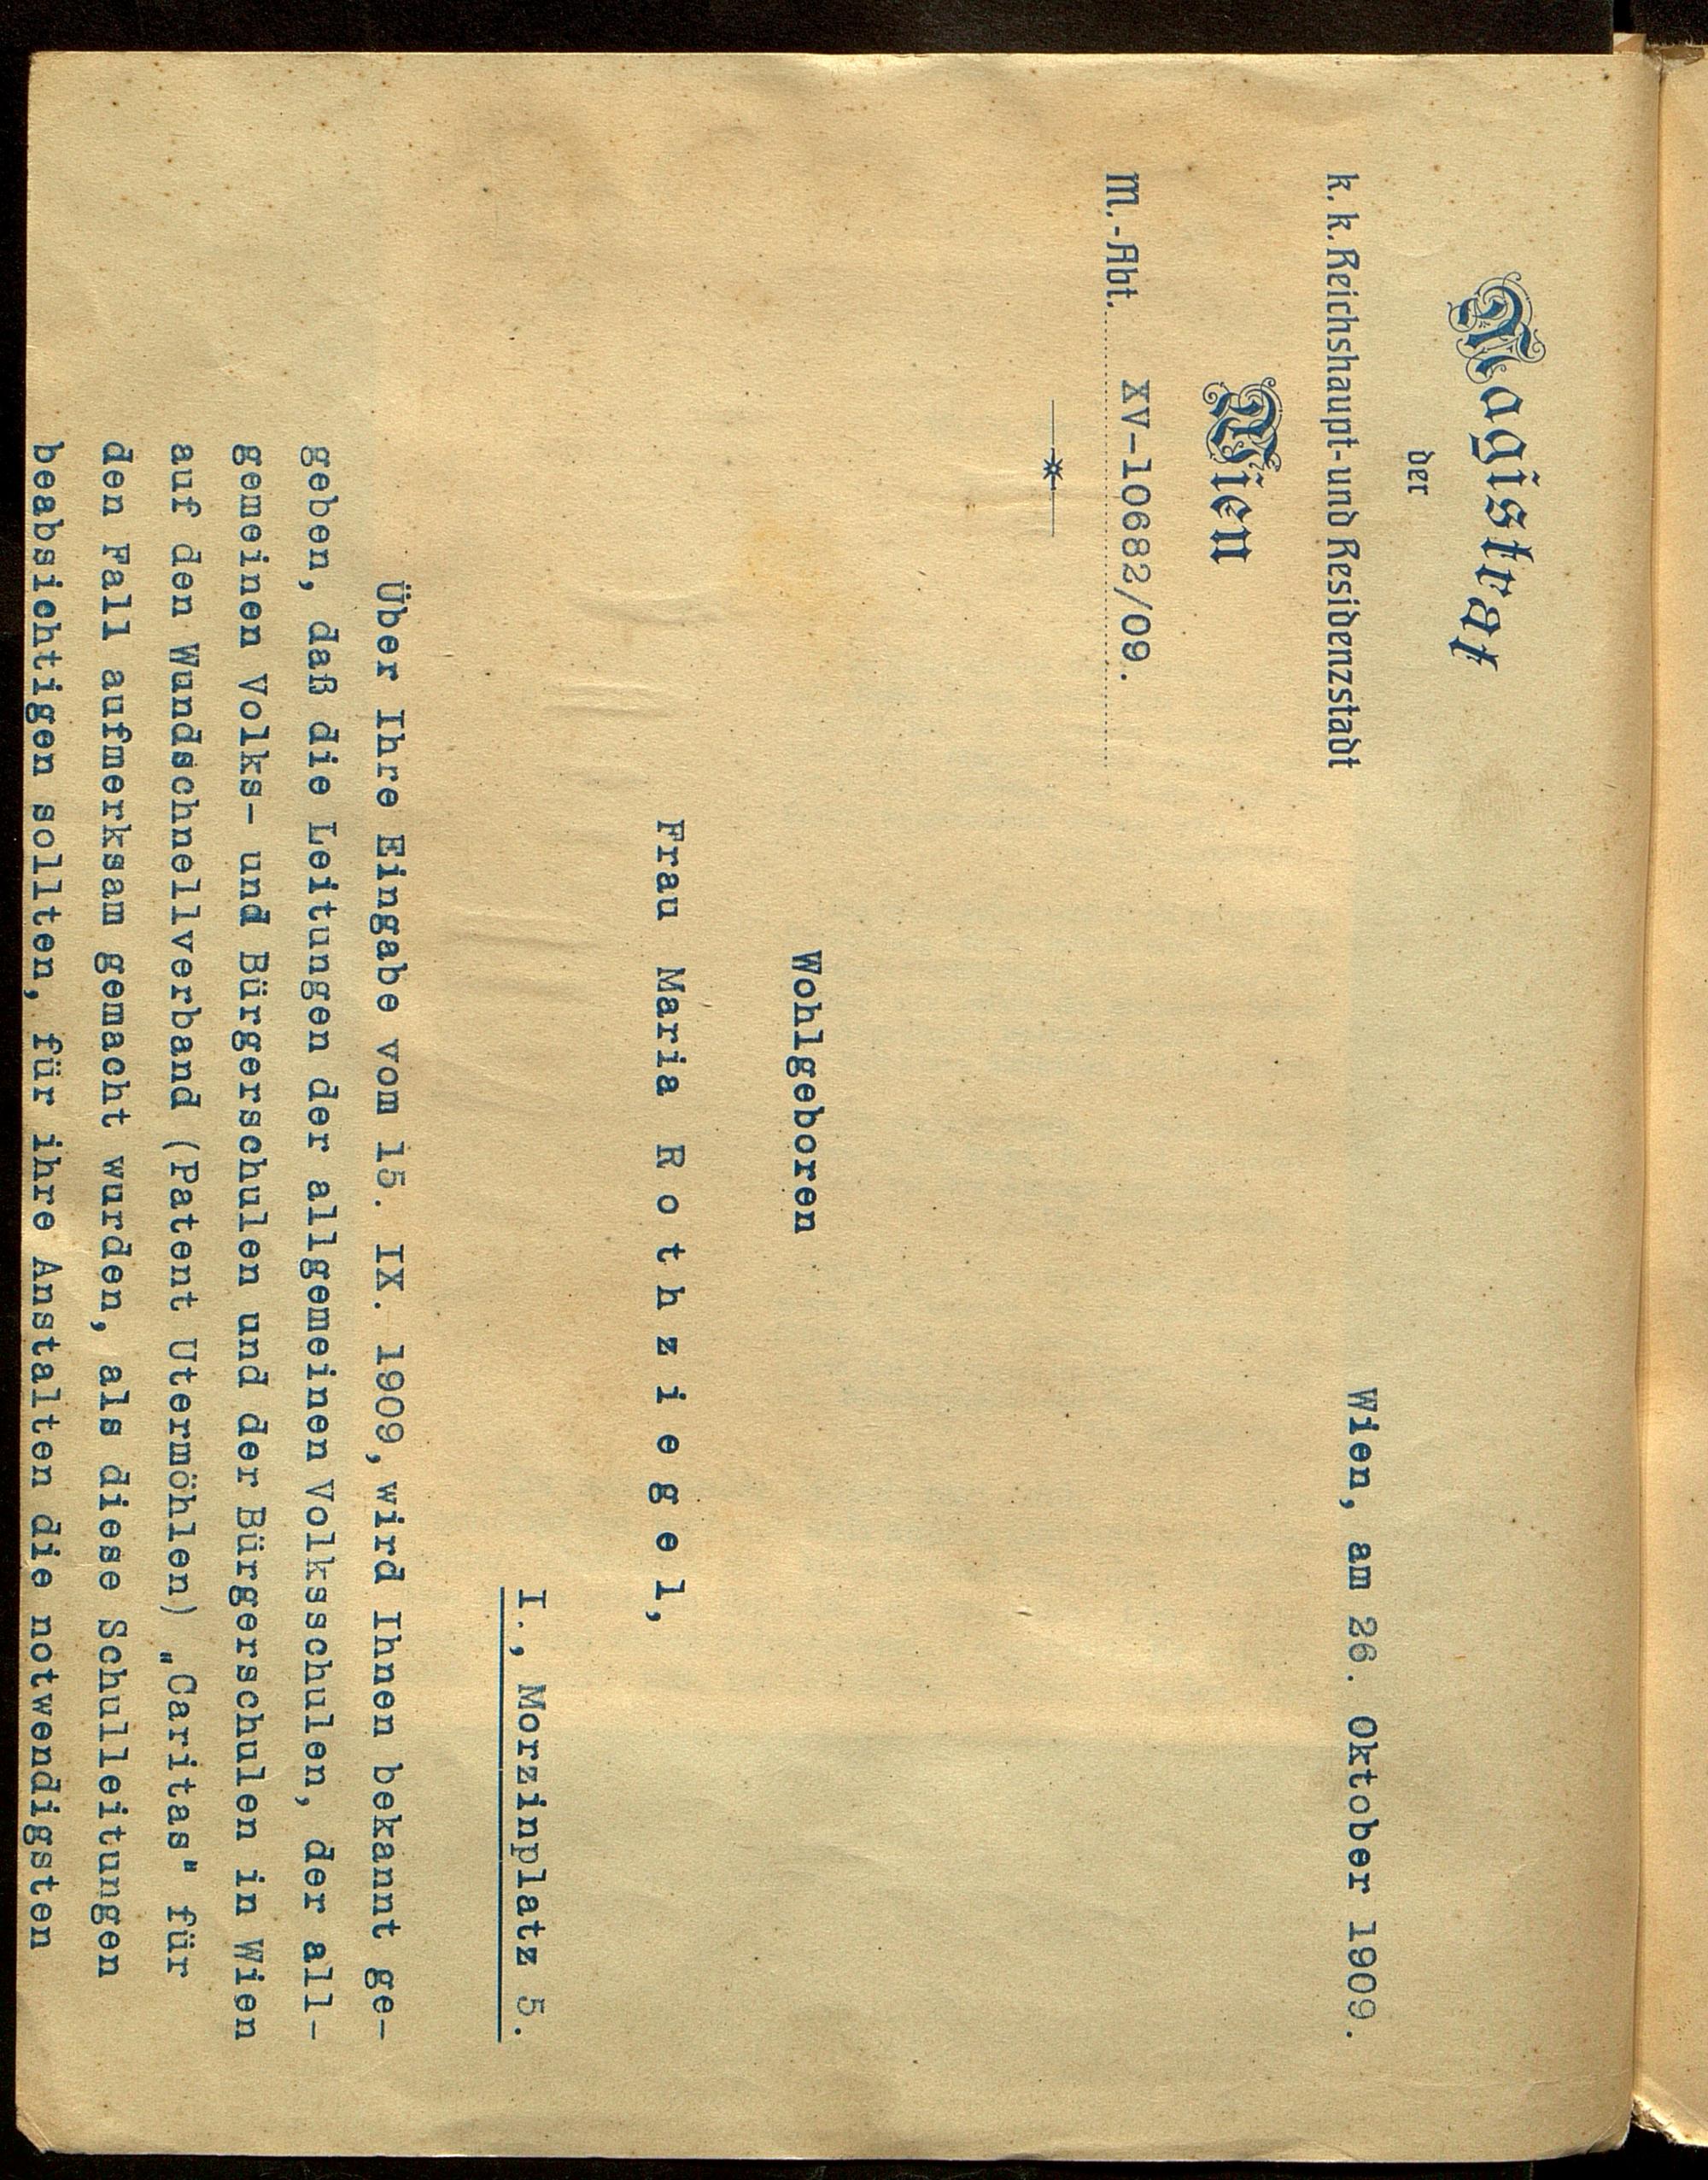 Magistrat
der
k. k. Reichshaupt- und Residenzstadt
Wien
M.-Abt. XV-10682/09.
Wien, am 26. Oktober 1909.
Wohlgeboren
Frau Maria Rothziegel,
I., Morzinplatz 5.
Über Ihre Eingabe vom 15. IX. 1909, wird Ihnen bekannt ge-
geben, daß die Leitungen der allgemeinen Volksschulen, der all-
gemeinen Volks- und Bürgerschulen und der Bürgerschulen in Wien
auf den Wundschnellverband (Patent Utermöhlen) „Caritas" für
den Fall aufmerksam gemacht wurden, als diese Schulleitungen
beabsichtigen sollten, für ihre Anstalten die notwendigsten